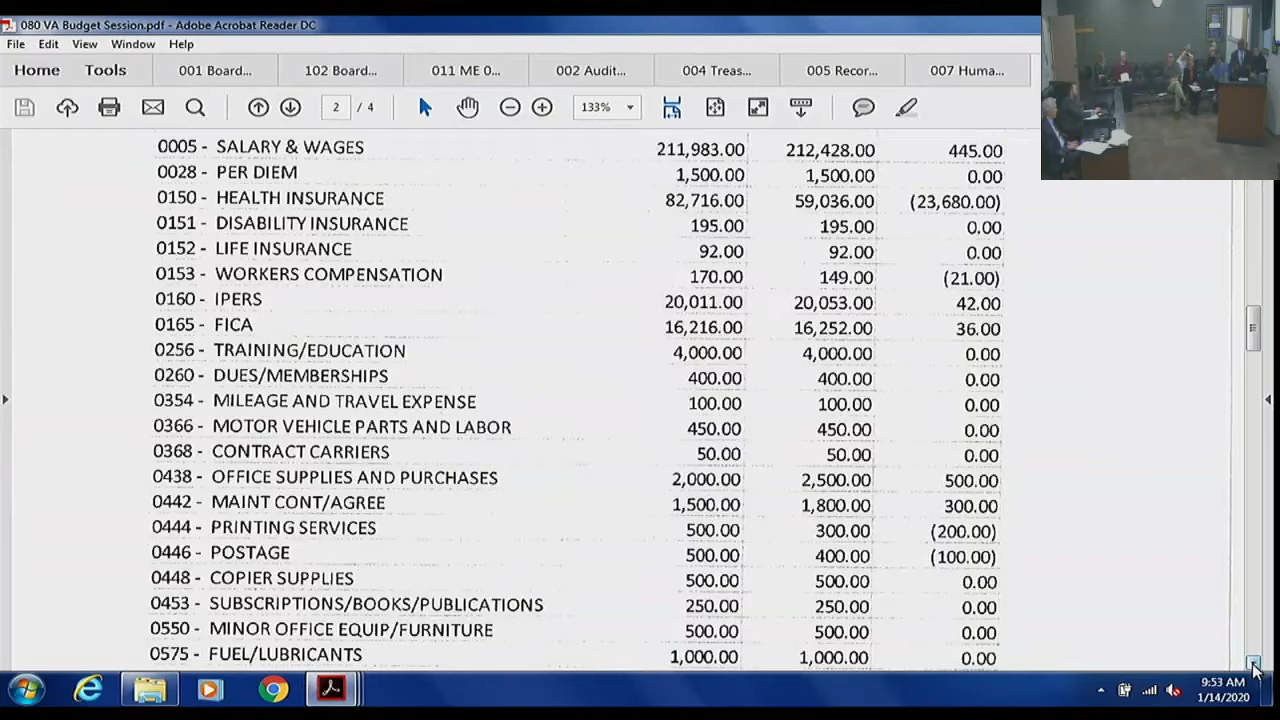 080 VA Budget Session.pdf - Adobe Acrobat Reader DC
File Edit View Window Help
Home Tools 001 Board... 102 Board... 011 ME 0... 002 Audit... 004 Treas... 005 Recor... 007 Huma...
2 / 4 133%
0005 - SALARY & WAGES 211,983.00 212,428.00 445.00
0028 - PER DIEM 1,500.00 1,500.00 0.00
0150 - HEALTH INSURANCE 82,716.00 59,036.00 (23,680.00)
0151 - DISABILITY INSURANCE 195.00 195.00 0.00
0152 - LIFE INSURANCE 92.00 92.00 0.00
0153 - WORKERS COMPENSATION 170.00 149.00 (21.00)
0160 - IPERS 20,011.00 20,053.00 42.00
0165 - FICA 16,216.00 16,252.00 36.00
0256 - TRAINING/EDUCATION 4,000.00 4,000.00 0.00
0260 - DUES/MEMBERSHIPS 400.00 400.00 0.00
0354 - MILEAGE AND TRAVEL EXPENSE 100.00 100.00 0.00
0366 - MOTOR VEHICLE PARTS AND LABOR 450.00 450.00 0.00
0368 - CONTRACT CARRIERS 50.00 50.00 0.00
0438 - OFFICE SUPPLIES AND PURCHASES 2,000.00 2,500.00 500.00
0442 - MAINT CONT/AGREE 1,500.00 1,800.00 300.00
0444 - PRINTING SERVICES 500.00 300.00 (200.00)
0446 - POSTAGE 500.00 400.00 (100.00)
0448 - COPIER SUPPLIES 500.00 500.00 0.00
0453 - SUBSCRIPTIONS/BOOKS/PUBLICATIONS 250.00 250.00 0.00
0550 - MINOR OFFICE EQUIP/FURNITURE 500.00 500.00 0.00
0575 - FUEL/LUBRICANTS 1,000.00 1,000.00 0.00
9:53 AM
1/14/2020